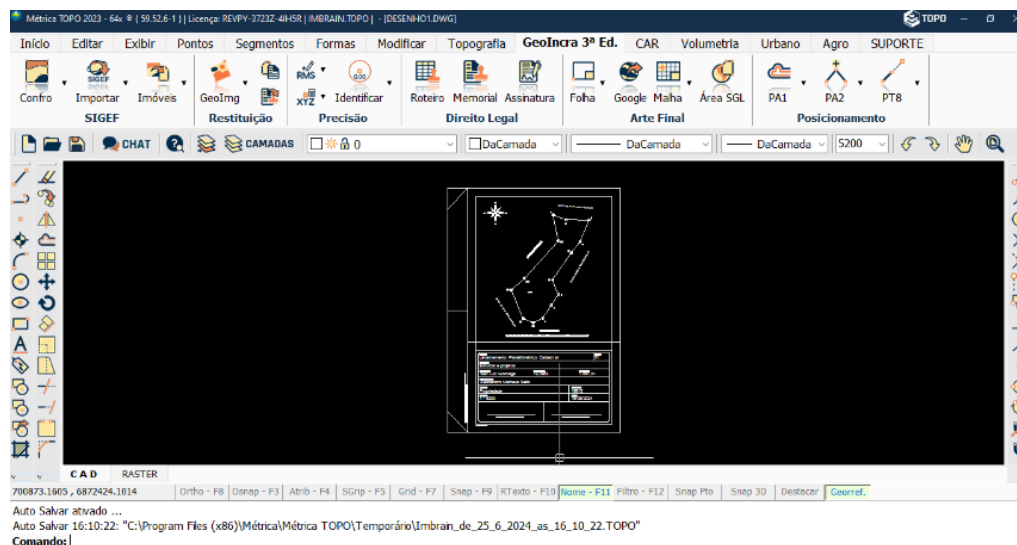 Métrica TOPO 2023 - 64x ® { 59.52.6-1 } | Licença: REVPY-3723Z-4IH5R | IMBRAIN.TOPO | - [DESENHO1.DWG]
TOPO
Início Editar Exibir Pontos Segmentos Formas Modificar Topografia GeoIncra 3ª Ed. CAR Volumetria Urbano Agro SUPORTE
SIGEF RMS 0,00
XYZ
Confro Importar Imóveis GeoImg Identificar Roteiro Memorial Assinatura Folha Google Malha Área SGL PA1 PA2 PT8
SIGEF Restituição Precisão Direito Legal Arte Final Posicionamento
CHAT CAMADAS 0 DaCamada DaCamada DaCamada 5200
A
CAD RASTER
700873.1605 , 6872424.1014 Ortho - F8 Osnap - F3 Atrib - F4 SGrip - F5 Grid - F7 Snap - F9 RTexto - F10 Nome - F11 Filtro - F12 Snap Pto Snap 3D Destacar Georref.
Auto Salvar ativado ...
Auto Salvar 16:10:22: "C:\Program Files (x86)\Métrica\Métrica TOPO\Temporário\Imbrain_de_25_6_2024_as_16_10_22.TOPO"
Comando: